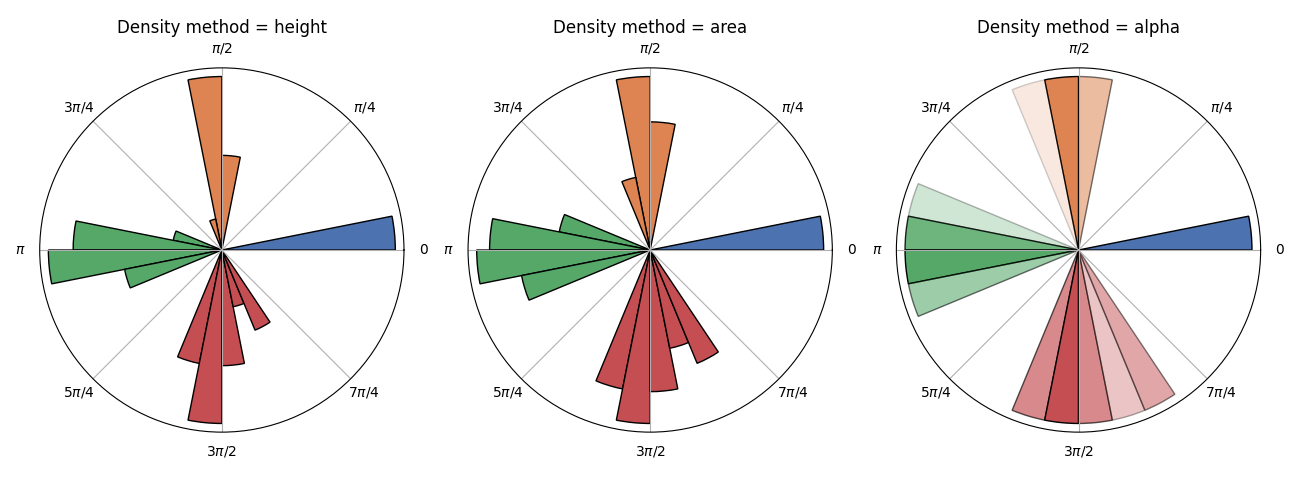 Density method = height
π/2
3π/4
π/4
π
0
5π/4
7π/4
3π/2
Density method = area
π/2
3π/4
π/4
π
0
5π/4
7π/4
3π/2
Density method = alpha
π/2
3π/4
π/4
π
0
5π/4
7π/4
3π/2